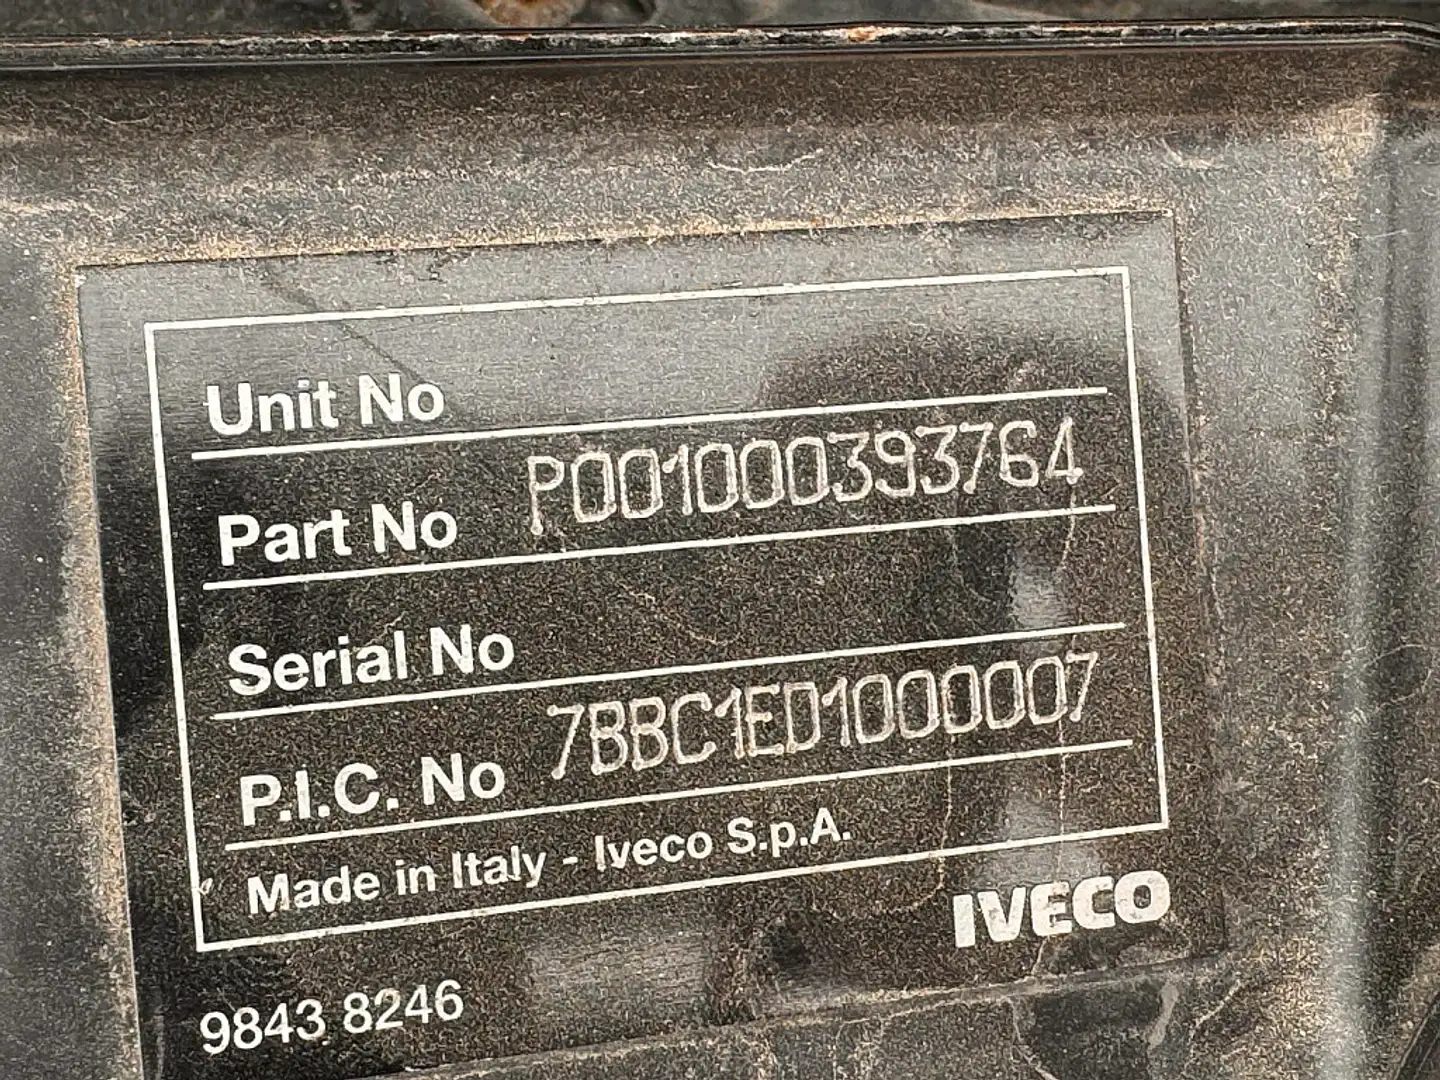 Unit No
Part No P001000393764
Serial No
P.I.C. No 7BBC1ED1000007
Made in Italy - Iveco S.p.A.
IVECO
9843 8246